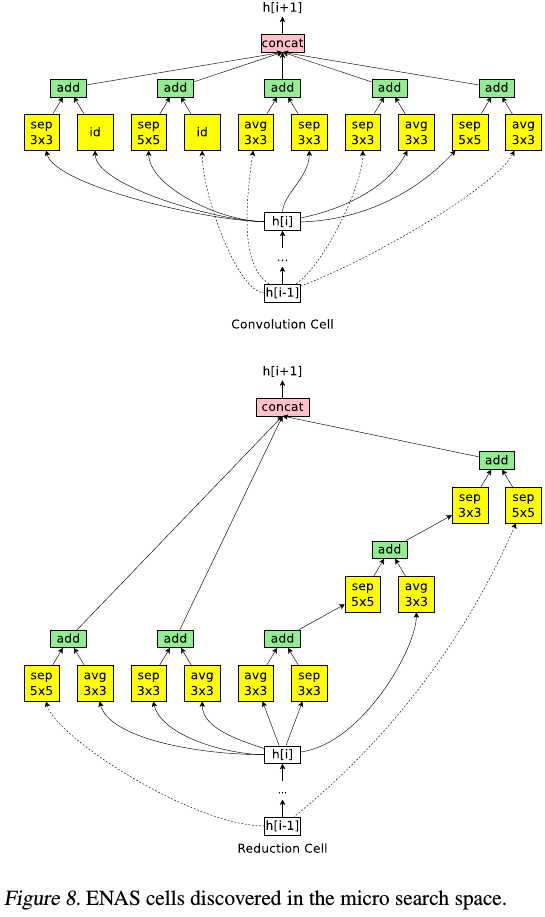 h[i+1]
concat
add add add add add
sep 3x3 id sep 5x5 id avg 3x3 sep 3x3 sep 3x3 avg 3x3 sep 5x5 avg 3x3
h[i]
...
h[i-1]
Convolution Cell
h[i+1]
concat
add
sep 3x3 sep 5x5
add
sep 5x5 avg 3x3
add add add
sep 5x5 avg 3x3 sep 3x3 avg 3x3 avg 3x3 sep 3x3
h[i]
...
h[i-1]
Reduction Cell
Figure 8. ENAS cells discovered in the micro search space.